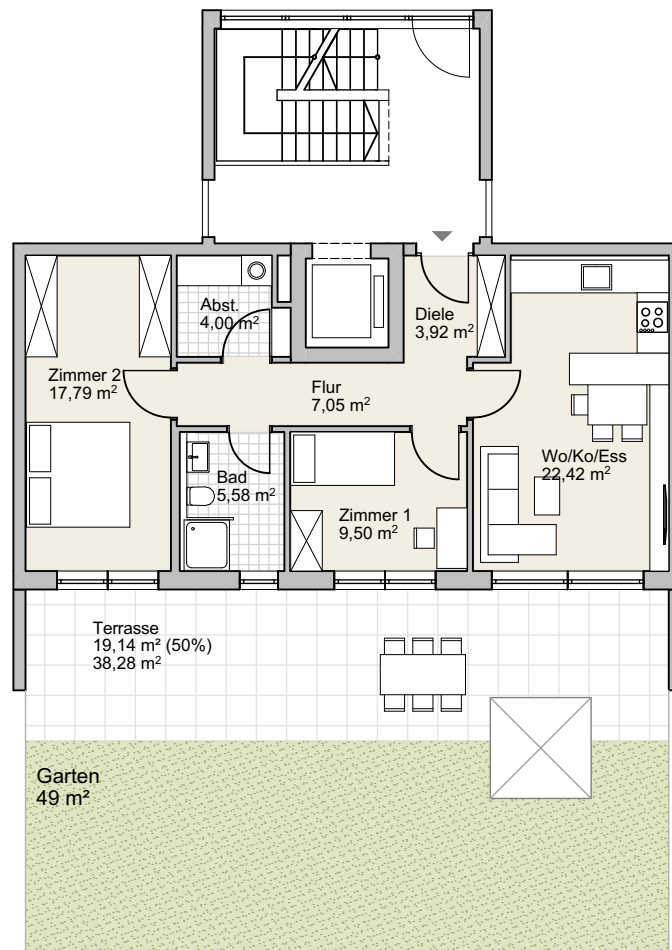 Abst.
4,00 m²
Diele
3,92 m²
Zimmer 2
17,79 m²
Flur
7,05 m²
Wo/Ko/Ess
22,42 m²
Bad
5,58 m²
Zimmer 1
9,50 m²
Terrasse
19,14 m² (50%)
38,28 m²
Garten
49 m²